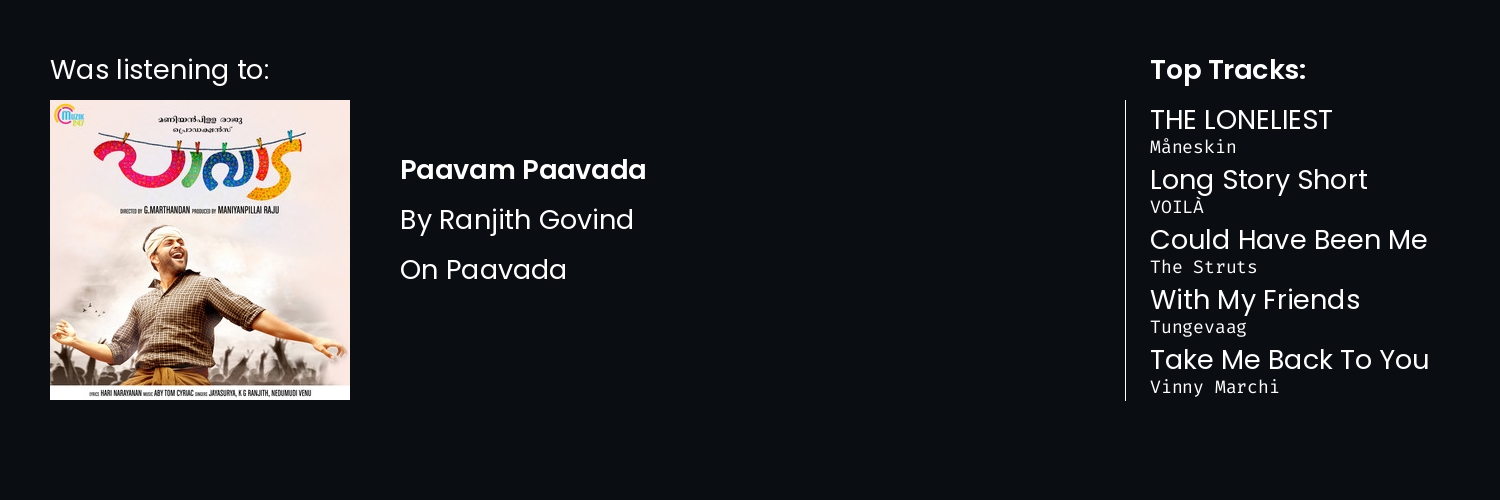 Was listening to:
Muzik
247
മണിയൻപിള്ള രാജു
പ്രൊഡക്ഷൻസ്
പാവാട
DIRECTED BY G.MARTHANDAN PRODUCED BY MANIYANPILLAI RAJU
LYRICS HARI NARAYANAN MUSIC ABY TOM CYRIAC SINGERS JAYASURYA, K G RANJITH, NEDUMUDI VENU
Paavam Paavada
By Ranjith Govind
On Paavada
Top Tracks:
THE LONELIEST
Måneskin
Long Story Short
VOILÀ
Could Have Been Me
The Struts
With My Friends
Tungevaag
Take Me Back To You
Vinny Marchi